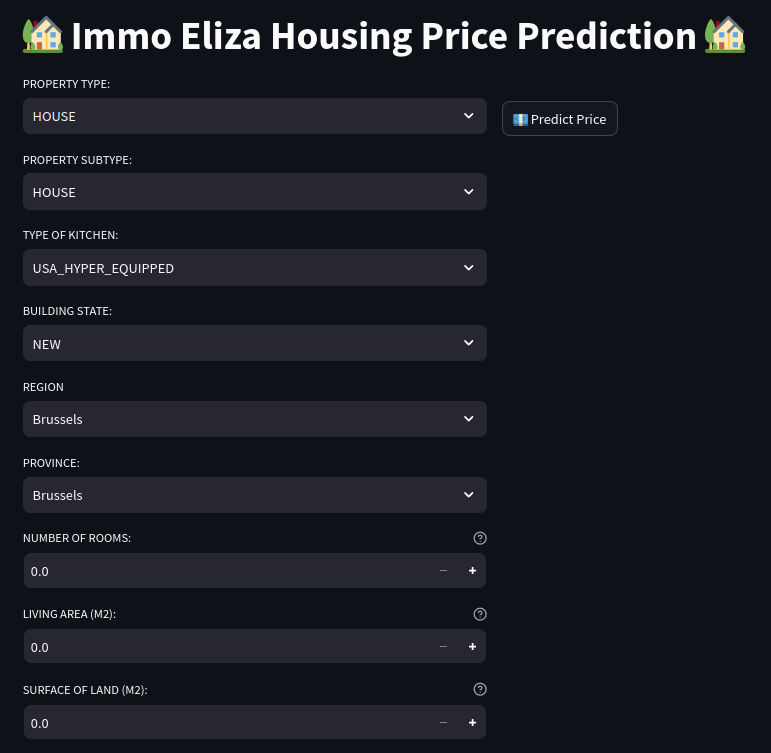 Immo Eliza Housing Price Prediction
PROPERTY TYPE:
HOUSE
Predict Price
PROPERTY SUBTYPE:
HOUSE
TYPE OF KITCHEN:
USA_HYPER_EQUIPPED
BUILDING STATE:
NEW
REGION
Brussels
PROVINCE:
Brussels
NUMBER OF ROOMS:
0.0
LIVING AREA (M2):
0.0
SURFACE OF LAND (M2):
0.0